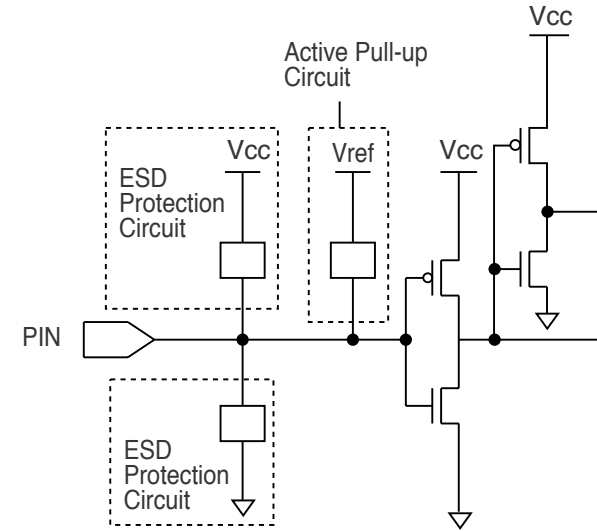 Vcc
Active Pull-up
Circuit
Vcc
Vref
Vcc
ESD
Protection
Circuit
PIN
ESD
Protection
Circuit